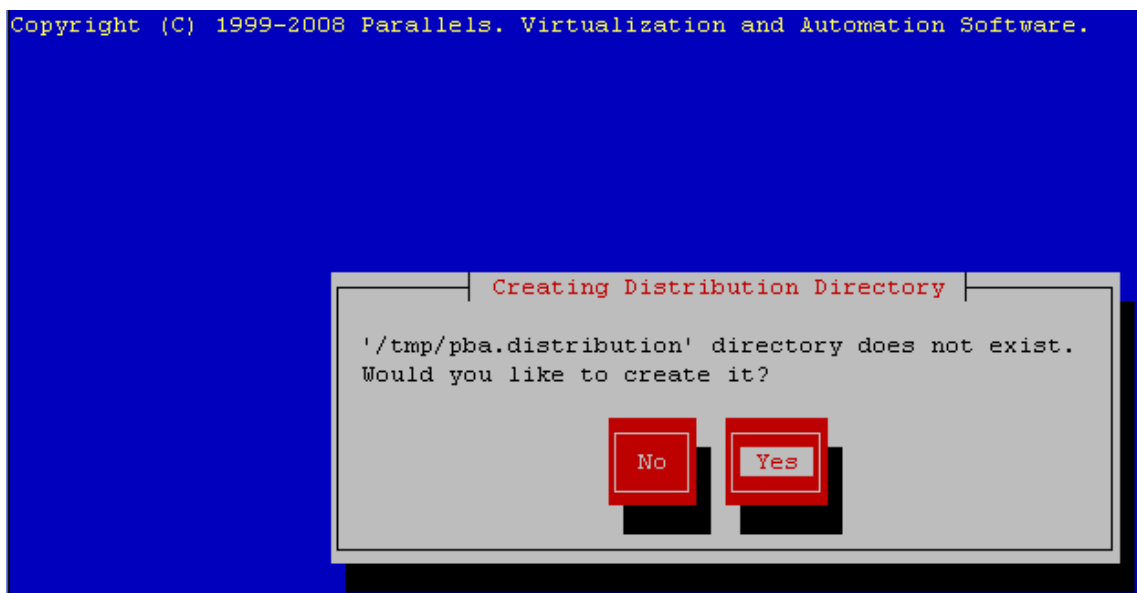 Copyright (C) 1999-2008 Parallels. Virtualization and Automation Software.
Creating Distribution Directory
'/tmp/pba.distribution' directory does not exist.
Would you like to create it?
No Yes